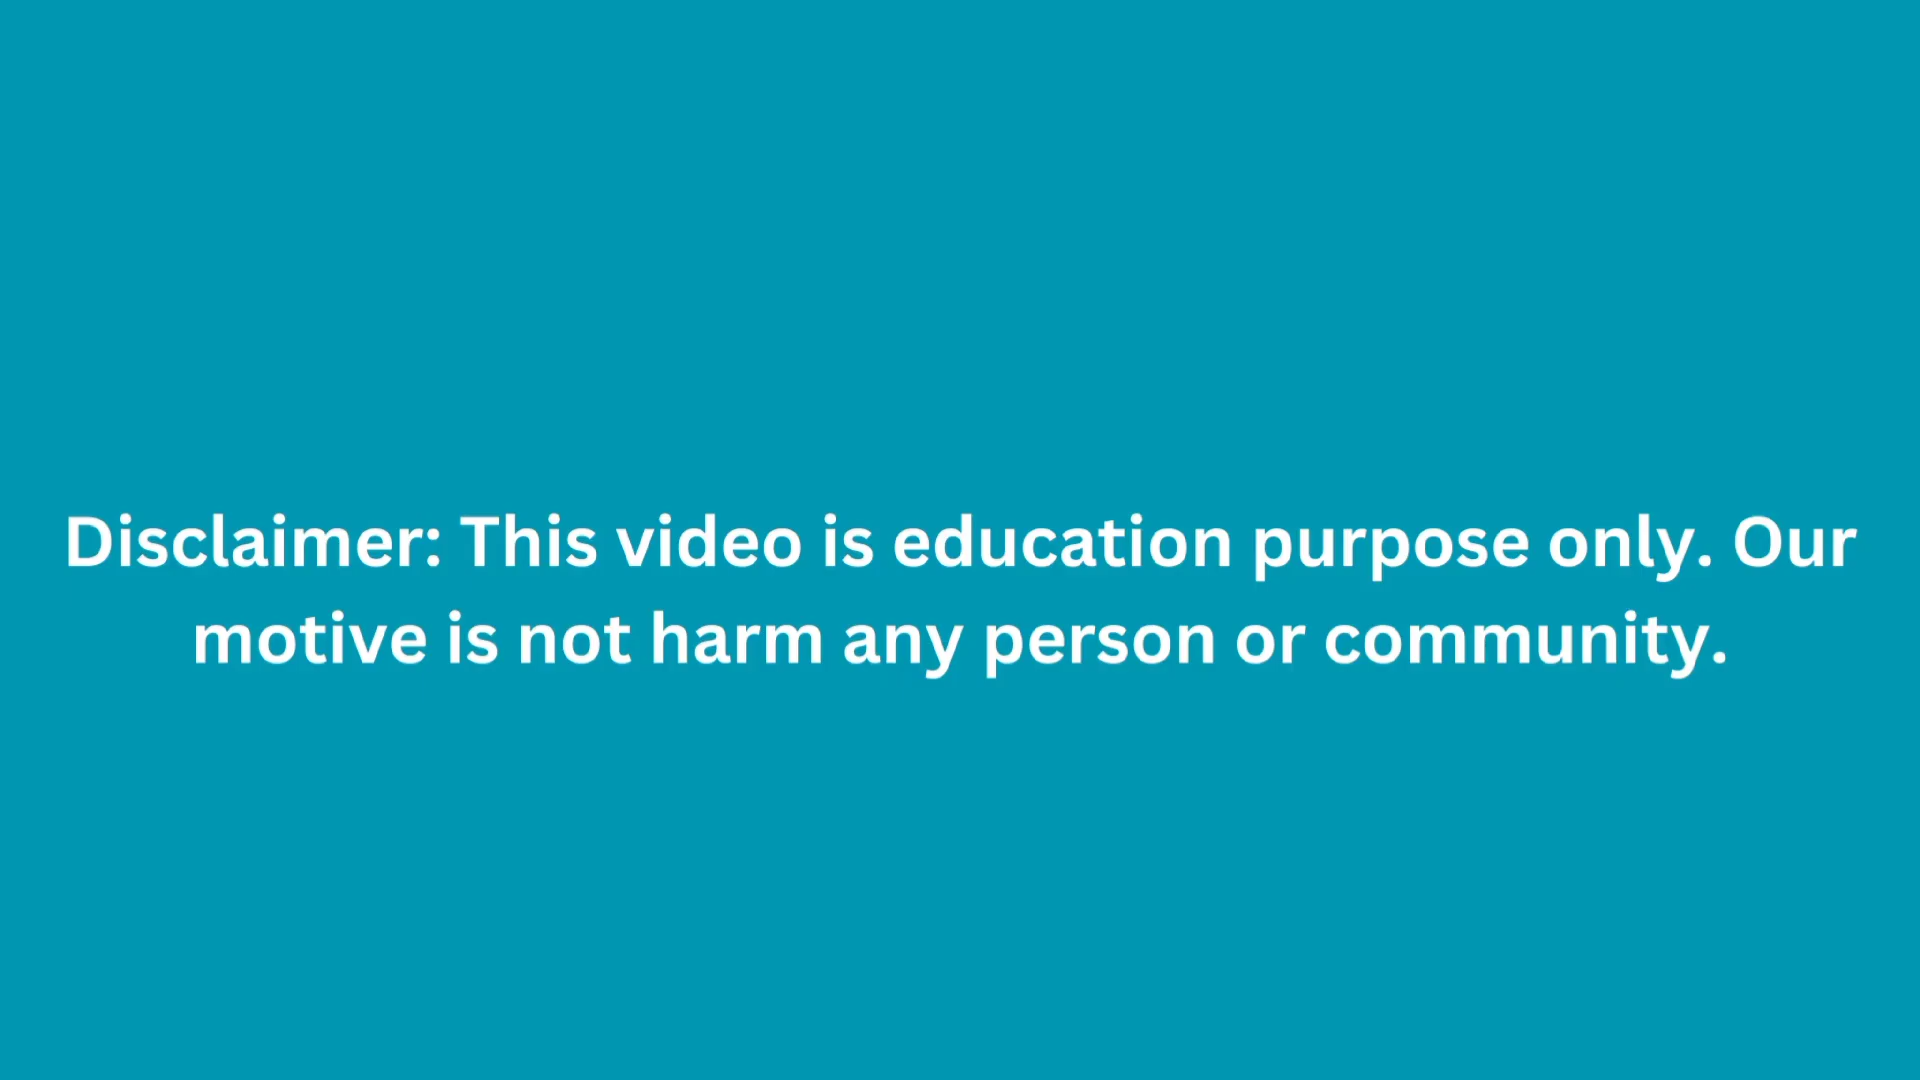 Disclaimer: This video is education purpose only. Our
motive is not harm any person or community.